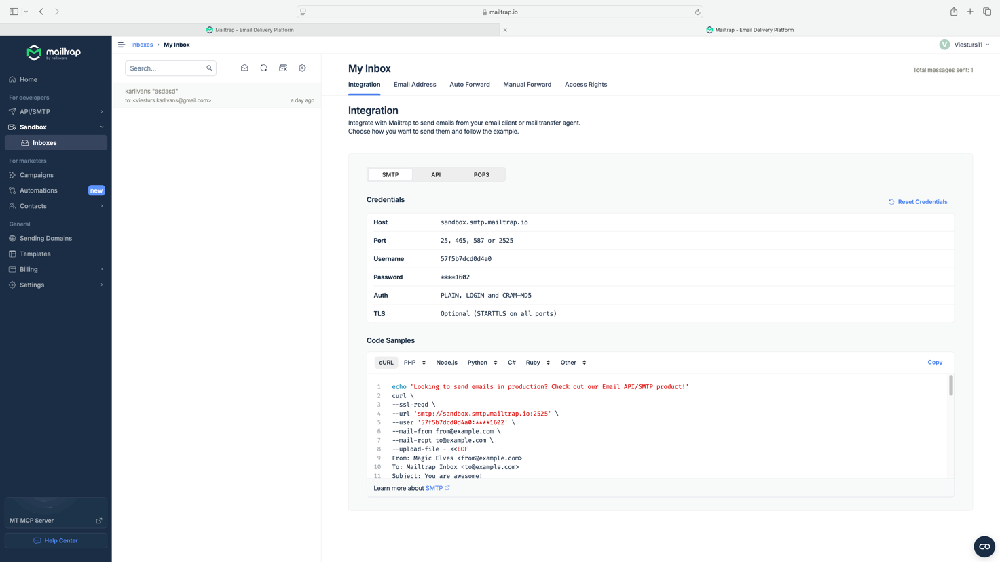 mailtrap.io
Mailtrap - Email Delivery Platform
Mailtrap - Email Delivery Platform
mailtrap
by railsware
Home
For developers
API/SMTP
Sandbox
Inboxes
For marketers
Campaigns
Automations new
Contacts
General
Sending Domains
Templates
Billing
Settings
MT MCP Server
Help Center
Inboxes › My Inbox
V Viesturs11
Search...
karlivans "asdasd"
to: <viesturs.karlivans@gmail.com> a day ago
My Inbox
Total messages sent: 1
Integration Email Address Auto Forward Manual Forward Access Rights
Integration
Integrate with Mailtrap to send emails from your email client or mail transfer agent.
Choose how you want to send them and follow the example.
SMTP API POP3
Credentials
Reset Credentials
Host sandbox.smtp.mailtrap.io
Port 25, 465, 587 or 2525
Username 57f5b7dcd0d4a0
Password ****1602
Auth PLAIN, LOGIN and CRAM-MD5
TLS Optional (STARTTLS on all ports)
Code Samples
cURL PHP Node.js Python C# Ruby Other Copy
1 echo 'Looking to send emails in production? Check out our Email API/SMTP product!'
2 curl \
3 --ssl-reqd \
4 --url 'smtp://sandbox.smtp.mailtrap.io:2525' \
5 --user '57f5b7dcd0d4a0:****1602' \
6 --mail-from from@example.com \
7 --mail-rcpt to@example.com \
8 --upload-file - <<EOF
9 From: Magic Elves <from@example.com>
10 To: Mailtrap Inbox <to@example.com>
11 Subject: You are awesome!
Learn more about SMTP